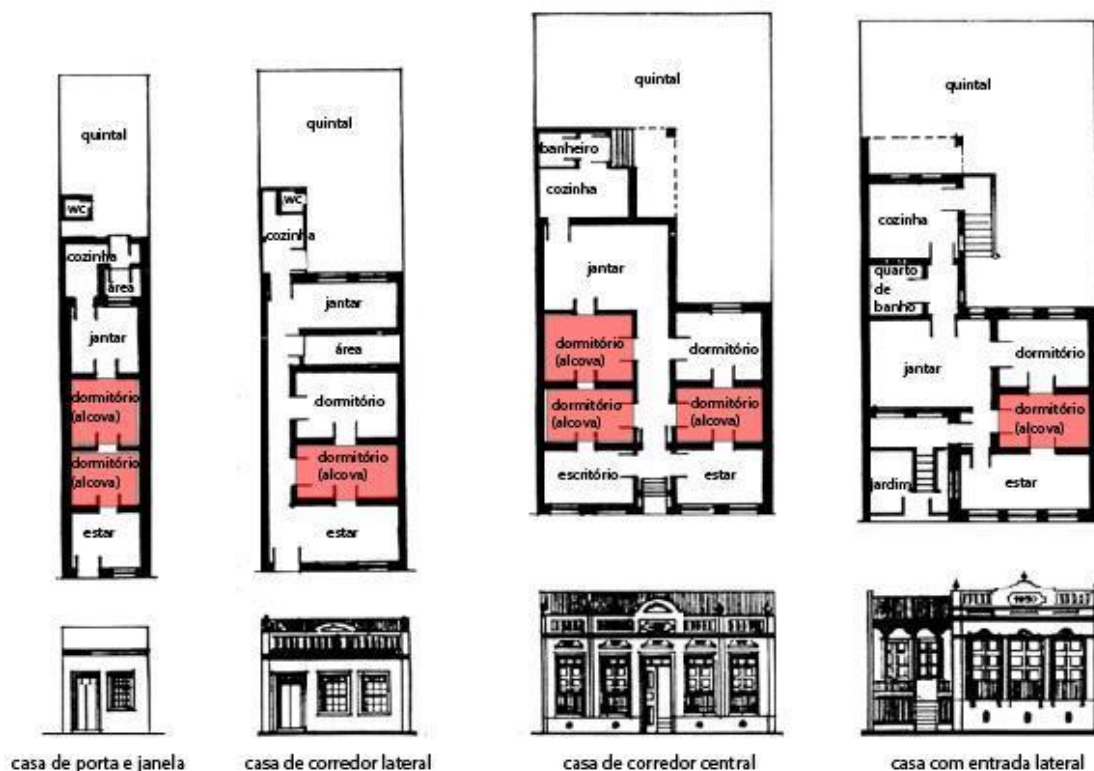 quintal
wc
cozinha
área
jantar
dormitório
(alcova)
dormitório
(alcova)
estar
casa de porta e janela
quintal
wc
cozinha
jantar
área
dormitório
dormitório
(alcova)
estar
casa de corredor lateral
quintal
banheiro
cozinha
jantar
dormitório
(alcova)
dormitório
dormitório
(alcova)
dormitório
(alcova)
escritório
estar
casa de corredor central
quintal
cozinha
quarto
de
banho
jantar
dormitório
dormitório
(alcova)
jardim
estar
casa com entrada lateral